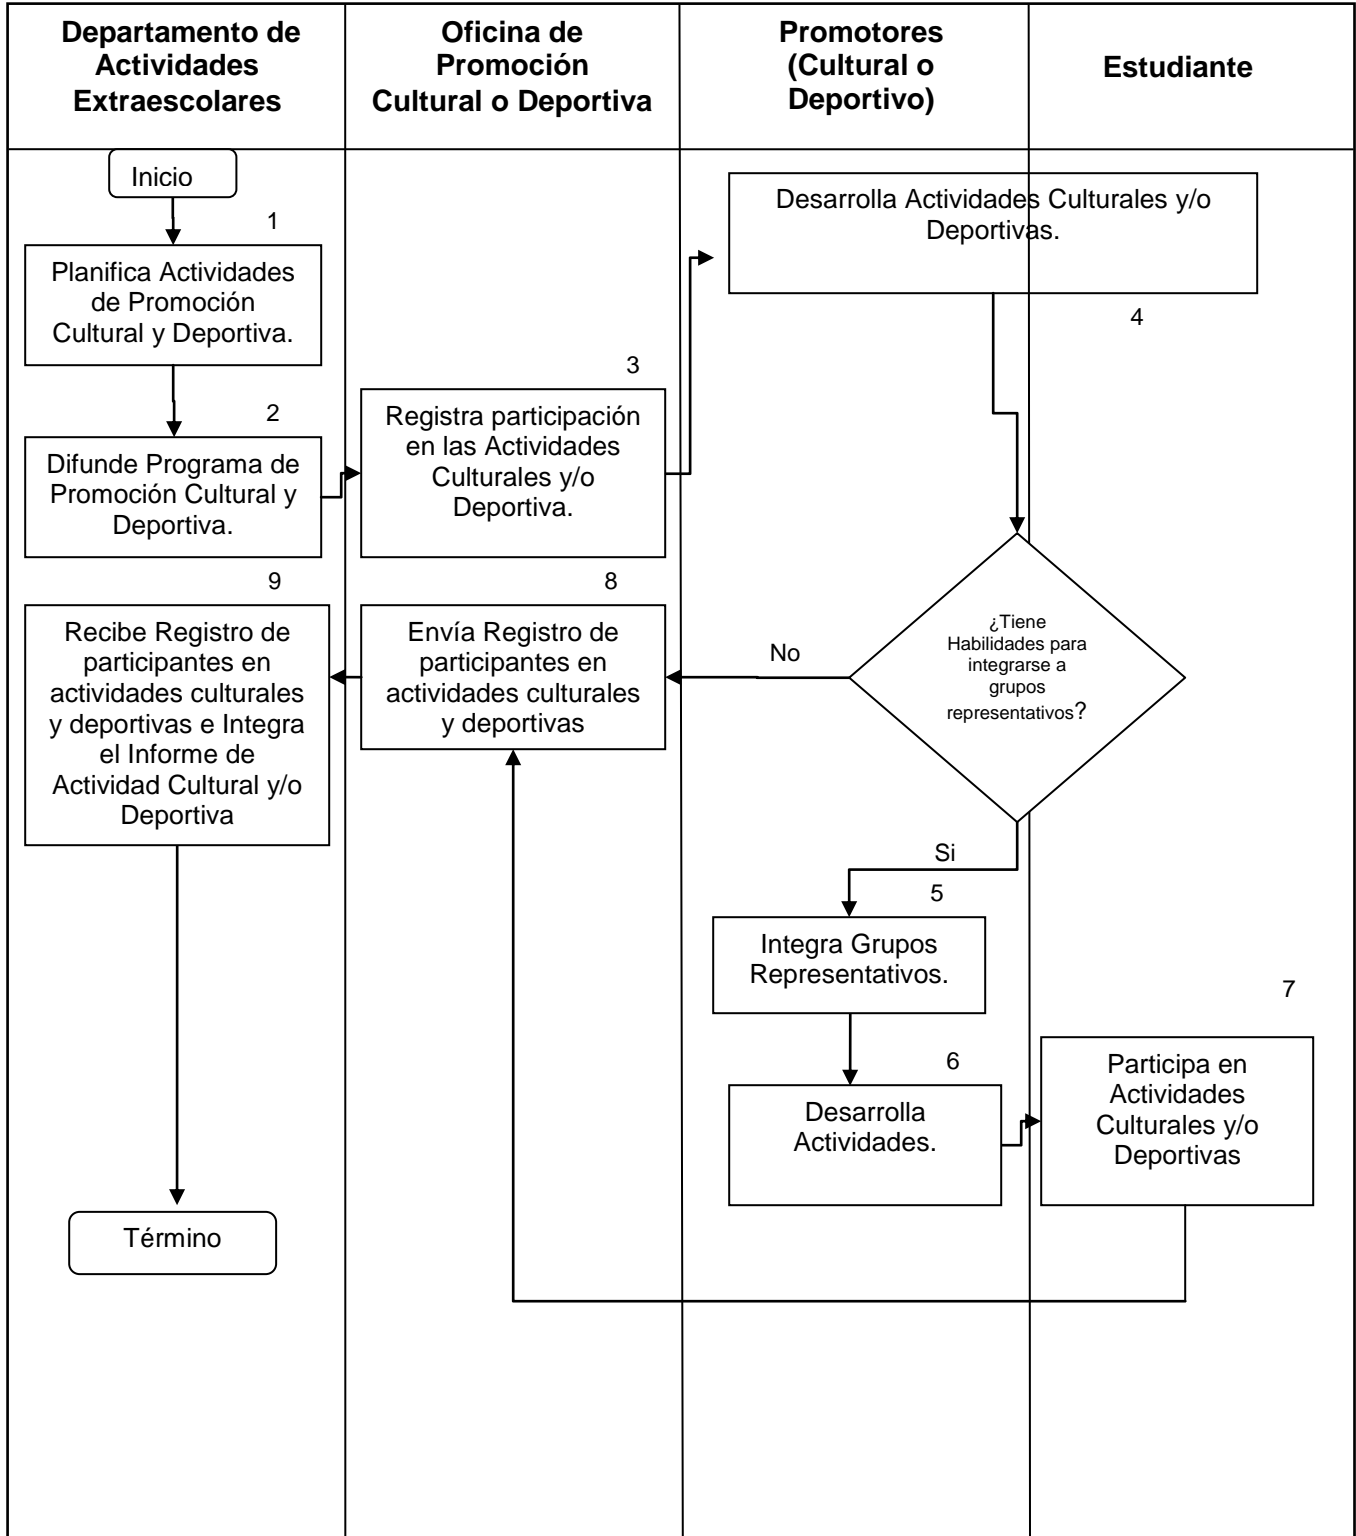 Departamento de
Actividades
Extraescolares
Oficina de
Promoción
Cultural o Deportiva
Promotores
(Cultural o
Deportivo)
Estudiante
Inicio
1
Planifica Actividades
de Promoción
Cultural y Deportiva.
2
Difunde Programa de
Promoción Cultural y
Deportiva.
3
Registra participación
en las Actividades
Culturales y/o
Deportiva.
Desarrolla Actividades Culturales y/o
Deportivas.
4
¿Tiene
Habilidades para
integrarse a
grupos
representativos?
No
Si
5
Integra Grupos
Representativos.
6
Desarrolla
Actividades.
7
Participa en
Actividades
Culturales y/o
Deportivas
8
Envía Registro de
participantes en
actividades culturales
y deportivas
9
Recibe Registro de
participantes en
actividades culturales
y deportivas e Integra
el Informe de
Actividad Cultural y/o
Deportiva
Término